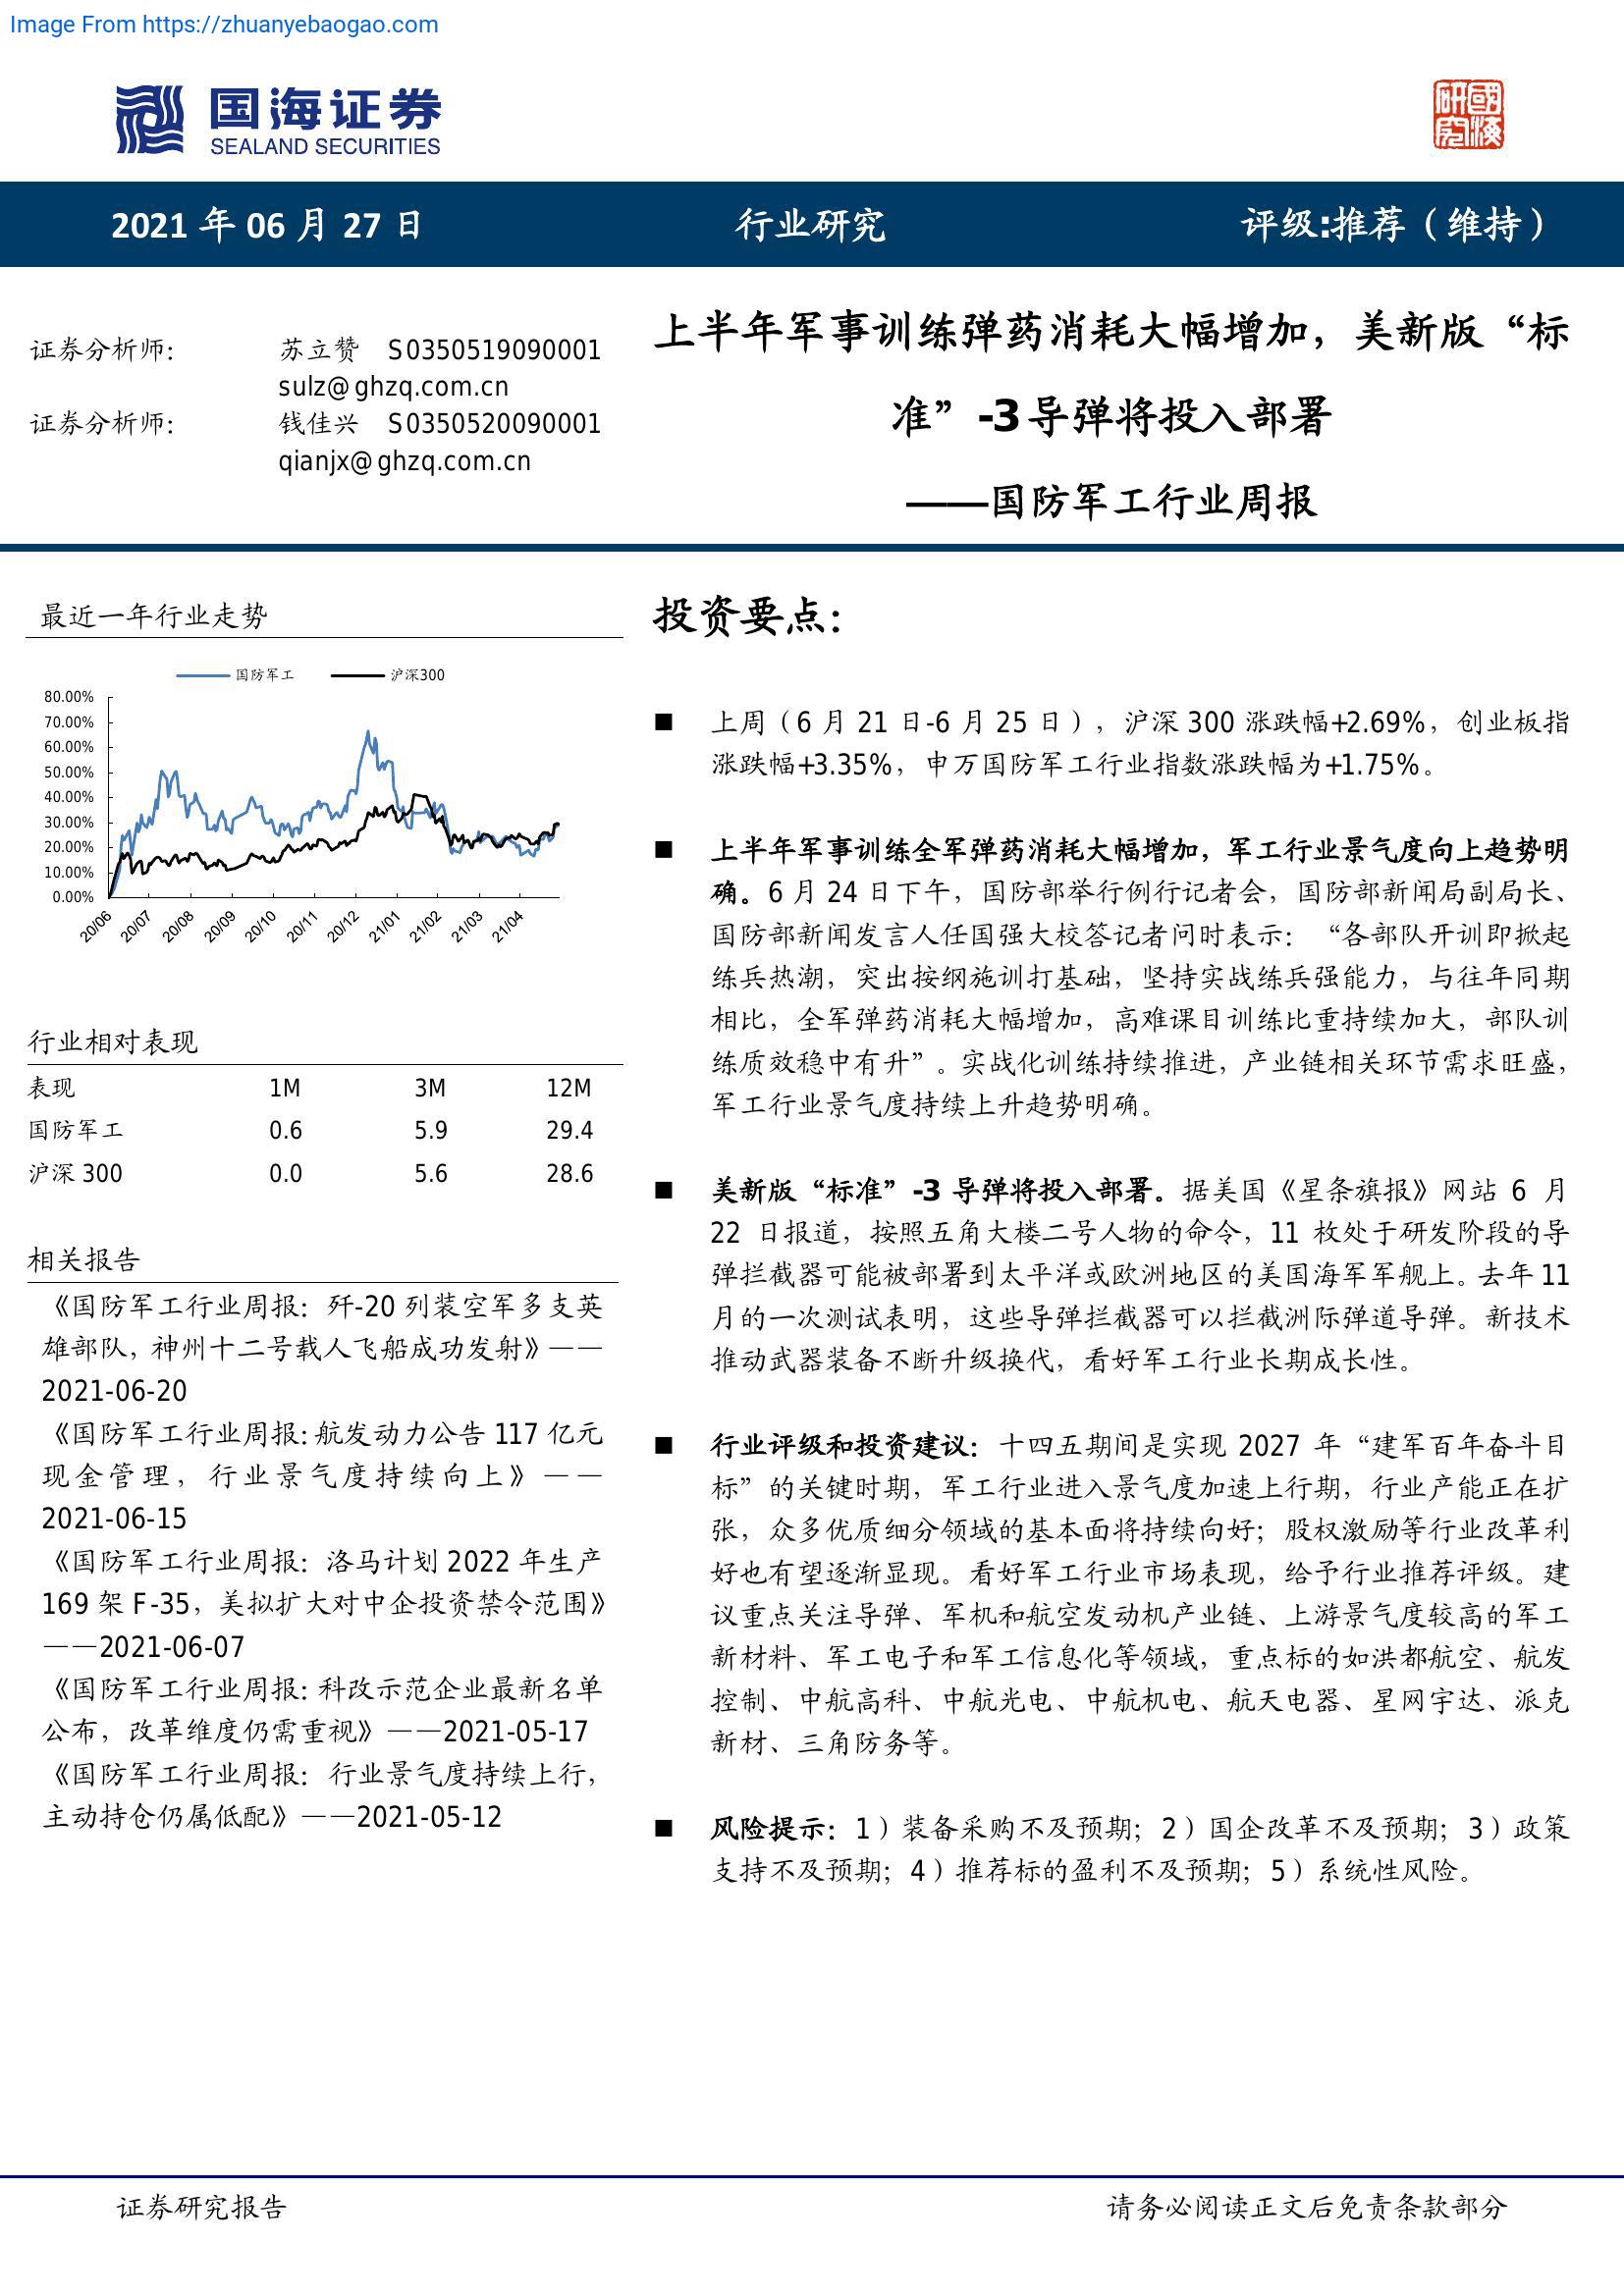 Image From https://zhuanyebaogao.com
国海证券
SEALAND SECURITIES
研究
國海
2021 年 06 月 27 日
行业研究
评级:推荐（维持）
证券分析师：
苏立赞 S0350519090001
sulz@ghzq.com.cn
证券分析师：
钱佳兴 S0350520090001
qianjx@ghzq.com.cn
上半年军事训练弹药消耗大幅增加，美新版“标
准”-3 导弹将投入部署
——国防军工行业周报
最近一年行业走势
国防军工
沪深300
80.00%
70.00%
60.00%
50.00%
40.00%
30.00%
20.00%
10.00%
0.00%
20/06
20/07
20/08
20/09
20/10
20/11
20/12
21/01
21/02
21/03
21/04
行业相对表现
表现 1M 3M 12M
国防军工 0.6 5.9 29.4
沪深 300 0.0 5.6 28.6
相关报告
《国防军工行业周报：歼-20 列装空军多支英
雄部队，神州十二号载人飞船成功发射》——
2021-06-20
《国防军工行业周报：航发动力公告 117 亿元
现金管理，行业景气度持续向上》——
2021-06-15
《国防军工行业周报：洛马计划 2022 年生产
169 架 F-35，美拟扩大对中企投资禁令范围》
——2021-06-07
《国防军工行业周报：科改示范企业最新名单
公布，改革维度仍需重视》——2021-05-17
《国防军工行业周报：行业景气度持续上行，
主动持仓仍属低配》——2021-05-12
投资要点：
■ 上周（6 月 21 日-6 月 25 日），沪深 300 涨跌幅+2.69%，创业板指
涨跌幅+3.35%，申万国防军工行业指数涨跌幅为+1.75%。
■ 上半年军事训练全军弹药消耗大幅增加，军工行业景气度向上趋势明
确。6 月 24 日下午，国防部举行例行记者会，国防部新闻局副局长、
国防部新闻发言人任国强大校答记者问时表示：“各部队开训即掀起
练兵热潮，突出按纲施训打基础，坚持实战练兵强能力，与往年同期
相比，全军弹药消耗大幅增加，高难课目训练比重持续加大，部队训
练质效稳中有升”。实战化训练持续推进，产业链相关环节需求旺盛，
军工行业景气度持续上升趋势明确。
■ 美新版“标准”-3 导弹将投入部署。据美国《星条旗报》网站 6 月
22 日报道，按照五角大楼二号人物的命令，11 枚处于研发阶段的导
弹拦截器可能被部署到太平洋或欧洲地区的美国海军军舰上。去年 11
月的一次测试表明，这些导弹拦截器可以拦截洲际弹道导弹。新技术
推动武器装备不断升级换代，看好军工行业长期成长性。
■ 行业评级和投资建议：十四五期间是实现 2027 年“建军百年奋斗目
标”的关键时期，军工行业进入景气度加速上行期，行业产能正在扩
张，众多优质细分领域的基本面将持续向好；股权激励等行业改革利
好也有望逐渐显现。看好军工行业市场表现，给予行业推荐评级。建
议重点关注导弹、军机和航空发动机产业链、上游景气度较高的军工
新材料、军工电子和军工信息化等领域，重点标的如洪都航空、航发
控制、中航高科、中航光电、中航机电、航天电器、星网宇达、派克
新材、三角防务等。
■ 风险提示：1）装备采购不及预期；2）国企改革不及预期；3）政策
支持不及预期；4）推荐标的盈利不及预期；5）系统性风险。
证券研究报告
请务必阅读正文后免责条款部分